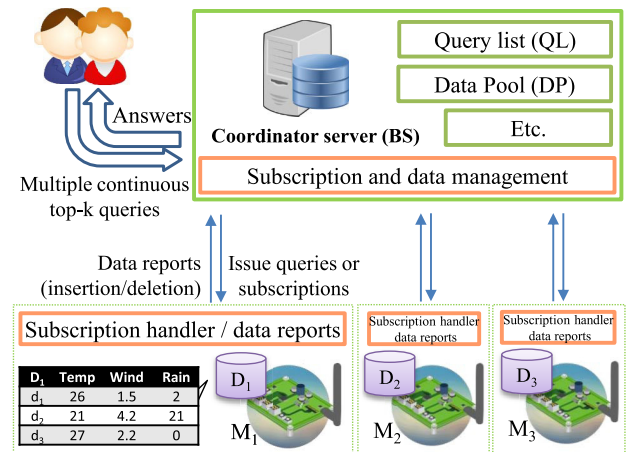 Query list (QL)
Data Pool (DP)
Etc.
Answers
Coordinator server (BS)
Multiple continuous
top-k queries
Subscription and data management
Data reports
(insertion/deletion)
Issue queries or
subscriptions
Subscription handler / data reports
Subscription handler
data reports
Subscription handler
data reports
D1 Temp Wind Rain
d1 26 1.5 2
d2 21 4.2 21
d3 27 2.2 0
D1
M1
D2
M2
D3
M3